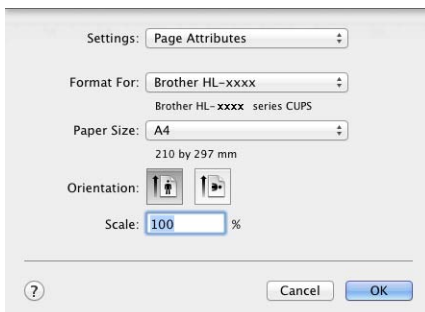 Settings: Page Attributes
Format For: Brother HL-xxxx
Brother HL-xxxx series CUPS
Paper Size: A4
210 by 297 mm
Orientation:
Scale: 100 %
? Cancel OK